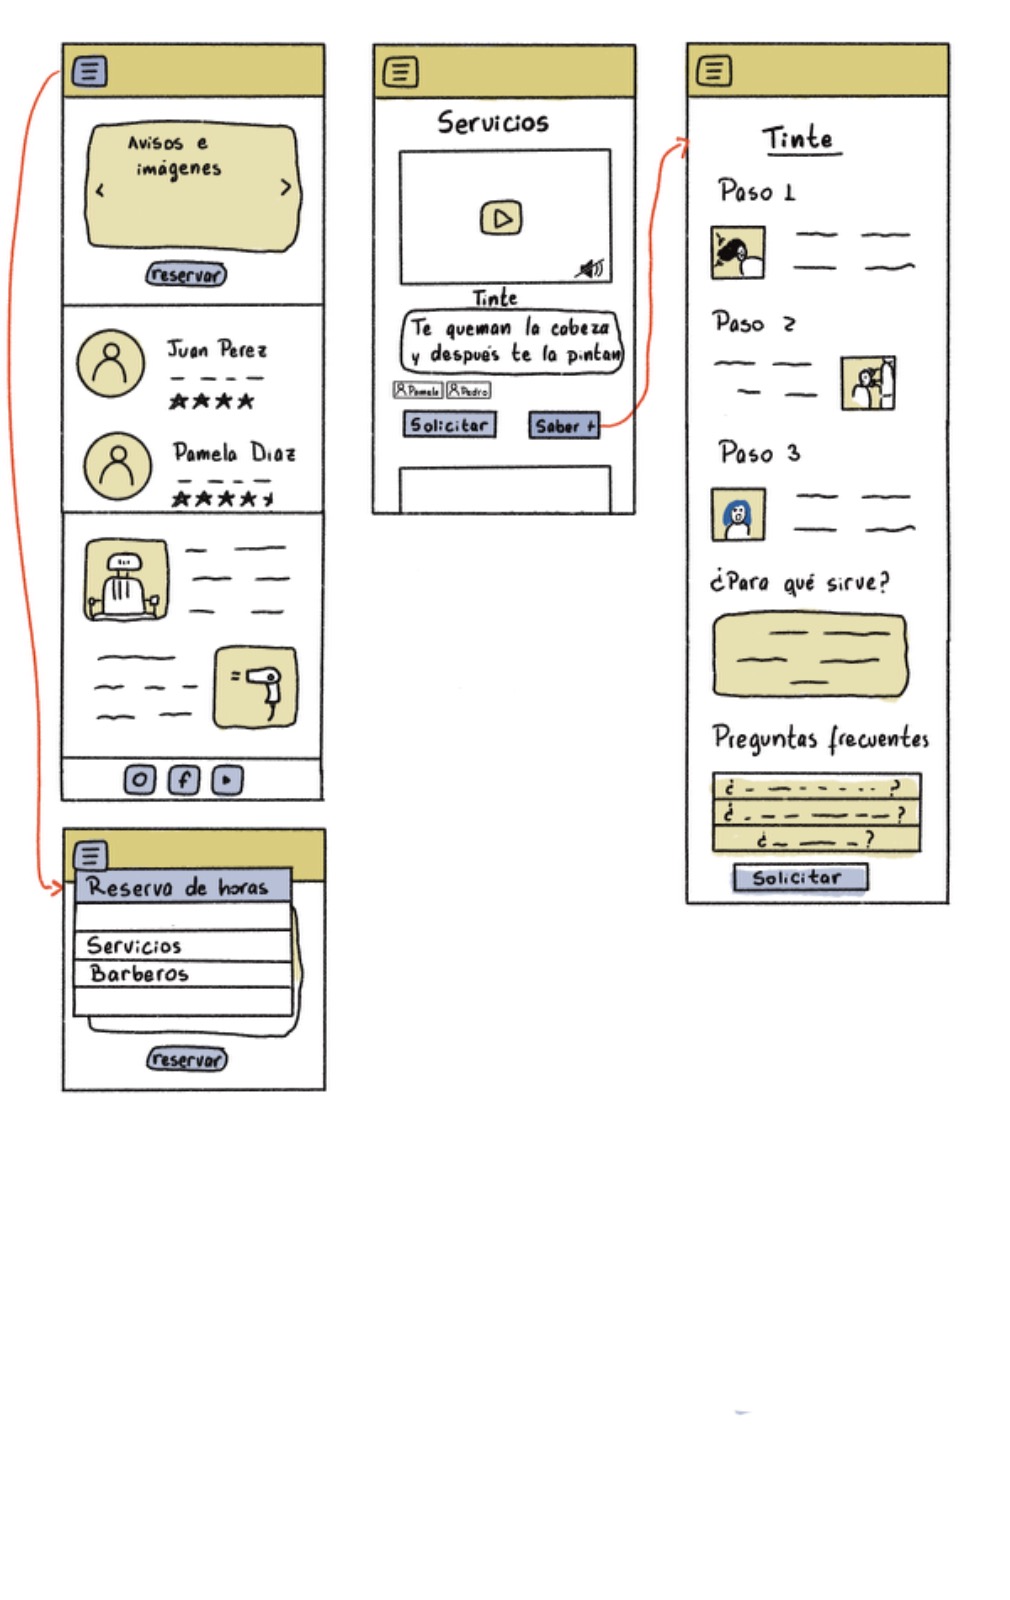 Avisos e
imágenes
< >
reservar
Juan Perez
Pamela Diaz
f
Reserva de horas
Servicios
Barberos
reservar
Servicios
Tinte
Te queman la cabeza
y después te la pintan
Pamela Pedro
Solicitar Saber +
Tinte
Paso 1
Paso 2
Paso 3
¿Para qué sirve?
Preguntas frecuentes
¿ ?
¿ ?
¿ ?
Solicitar